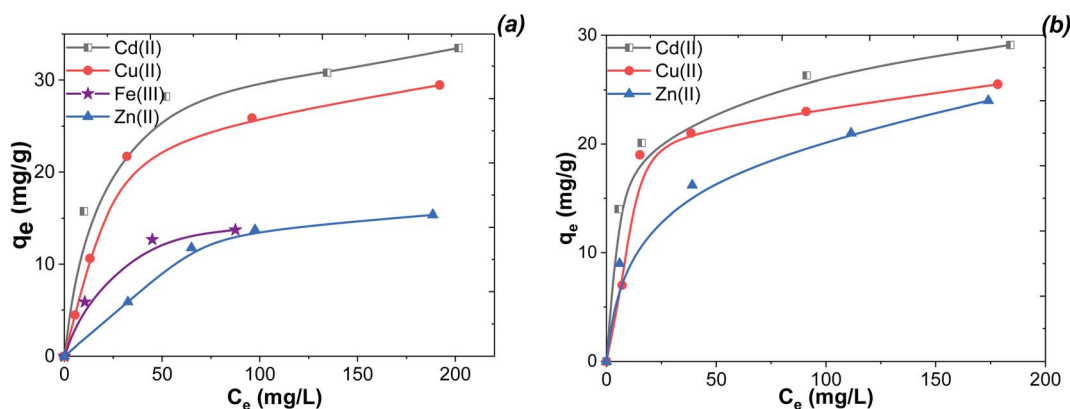 (a)
Cd(II)
Cu(II)
Fe(III)
Zn(II)
qe (mg/g)
30
20
10
0
0 50 100 150 200
Ce (mg/L)
(b)
Cd(II)
Cu(II)
Zn(II)
qe (mg/g)
30
20
10
0
0 50 100 150 200
Ce (mg/L)